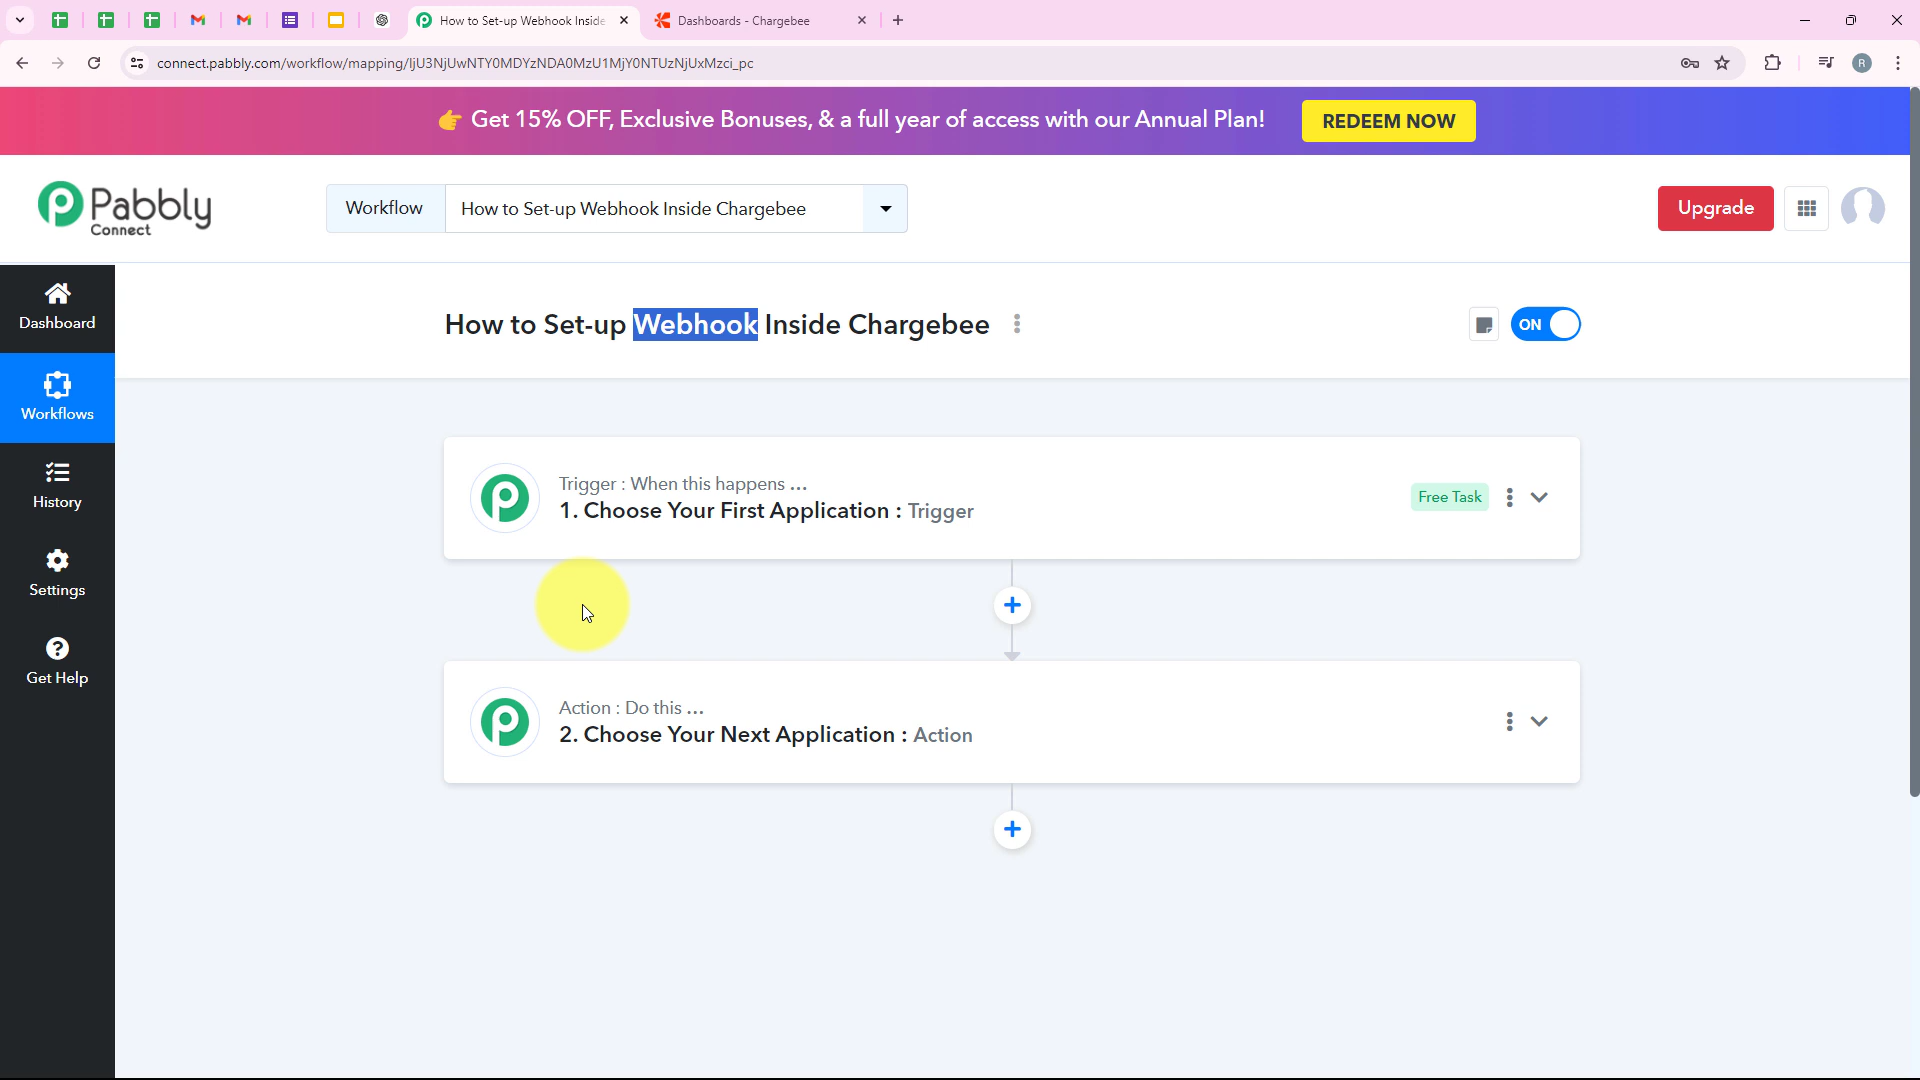 How to Set-up Webhook Inside
Dashboards - Chargebee
connect.pabbly.com/workflow/mapping/IjU3NjUwNTY0MDYzNDA0MzU1MjY0NTUzNjUxMzci_pc
R
👉 Get 15% OFF, Exclusive Bonuses, & a full year of access with our Annual Plan!
REDEEM NOW
Pabbly
Connect
Workflow
How to Set-up Webhook Inside Chargebee
Upgrade
Dashboard
Workflows
History
Settings
Get Help
How to Set-up Webhook Inside Chargebee
ON
Trigger : When this happens ...
1. Choose Your First Application : Trigger
Free Task
Action : Do this ...
2. Choose Your Next Application : Action